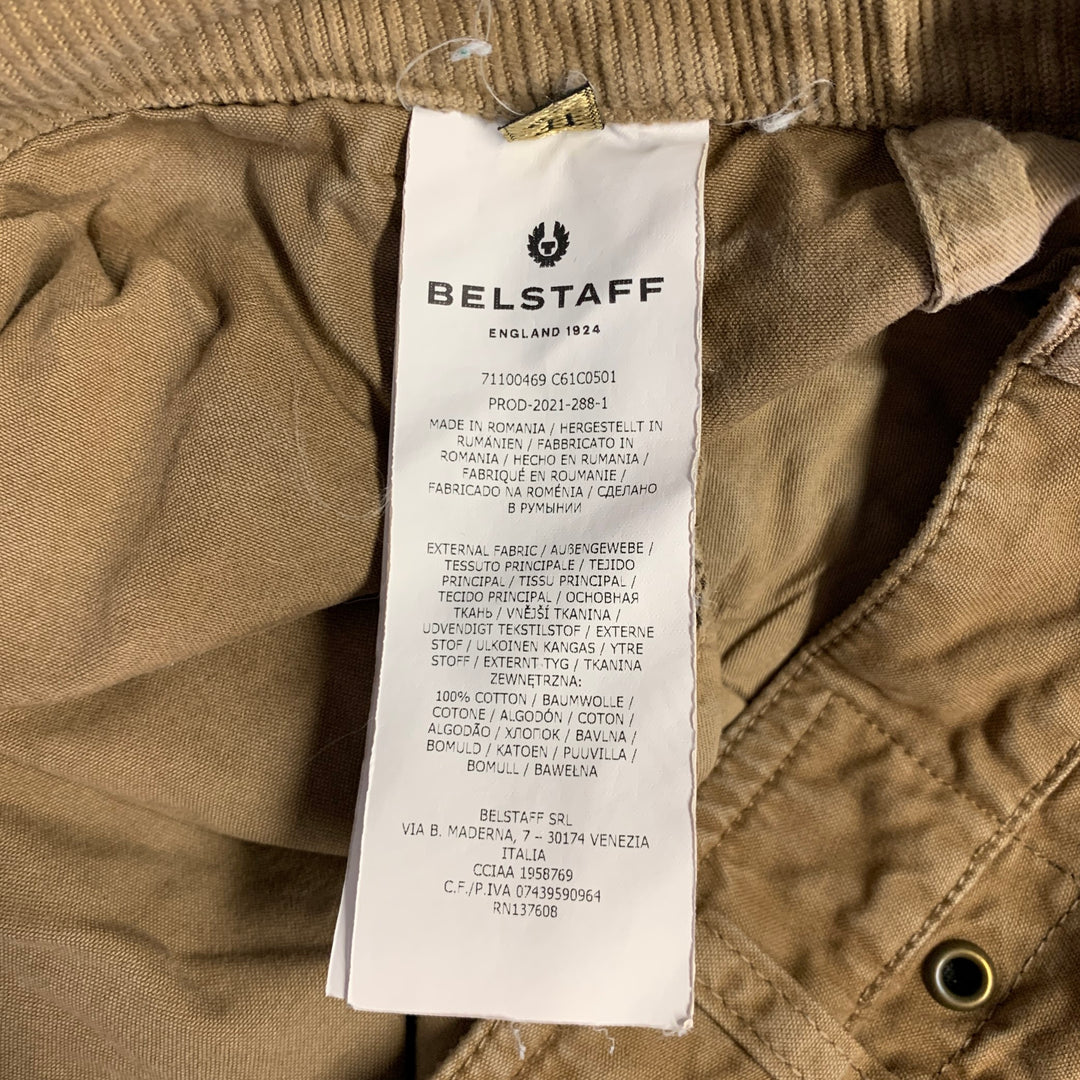 BELSTAFF
ENGLAND 1924
71100469 C61C0501
PROD-2021-288-1
MADE IN ROMANIA / HERGESTELLT IN
RUMÄNIEN / FABBRICATO IN
ROMANIA / HECHO EN RUMANIA /
FABRIQUÉ EN ROUMANIE /
FABRICADO NA ROMÉNIA / СДЕЛАНО
В РУМЫНИИ
EXTERNAL FABRIC / AUßENGEWEBE /
TESSUTO PRINCIPALE / TEJIDO
PRINCIPAL / TISSU PRINCIPAL /
TECIDO PRINCIPAL / ОСНОВНАЯ
ТКАНЬ / VNĚJŠÍ TKANINA /
UDVENDIGT TEKSTILSTOF / EXTERNE
STOF / ULKOINEN KANGAS / YTRE
STOFF / EXTERNT TYG / TKANINA
ZEWNĘTRZNA:
100% COTTON / BAUMWOLLE /
COTONE / ALGODÓN / COTON /
ALGODÃO / ХЛОПОК / BAVLNA /
BOMULD / KATOEN / PUUVILLA /
BOMULL / BAWEŁNA
BELSTAFF SRL
VIA B. MADERNA, 7 – 30174 VENEZIA
ITALIA
CCIAA 1958769
C.F./P.IVA 07439590964
RN137608